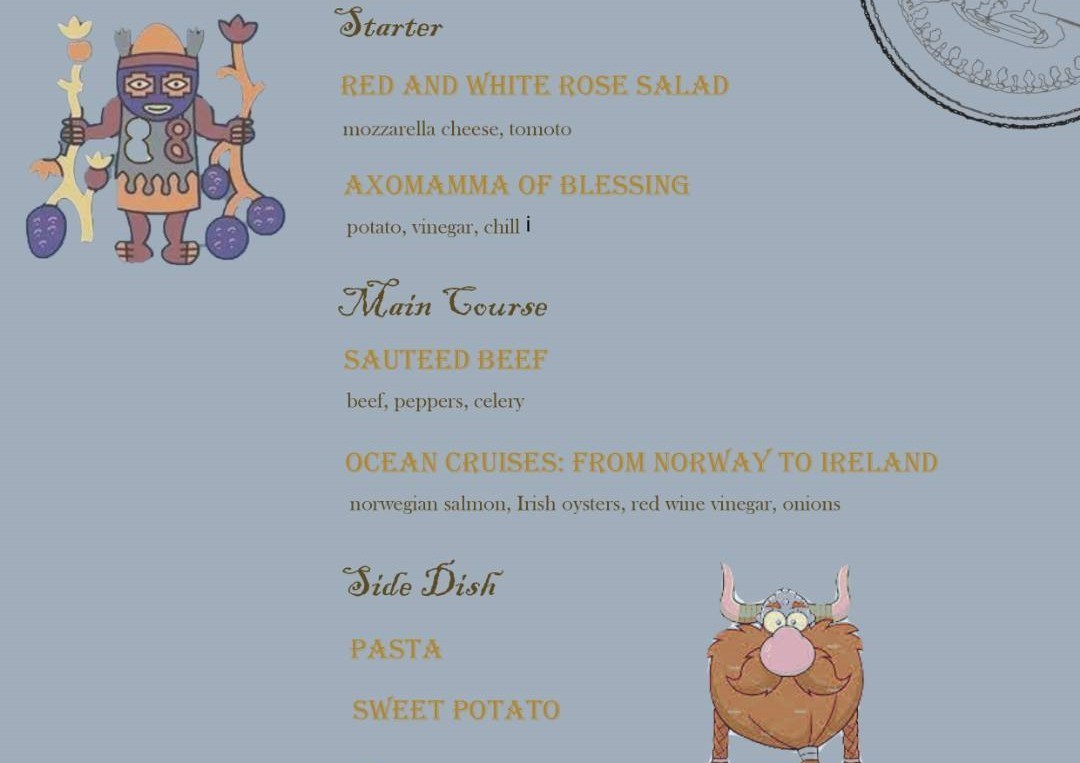 Starter
RED AND WHITE ROSE SALAD
mozzarella cheese, tomoto
AXOMAMMA OF BLESSING
potato, vinegar, chill i
Main Course
SAUTEED BEEF
beef, peppers, celery
OCEAN CRUISES: FROM NORWAY TO IRELAND
norwegian salmon, Irish oysters, red wine vinegar, onions
Side Dish
PASTA
SWEET POTATO